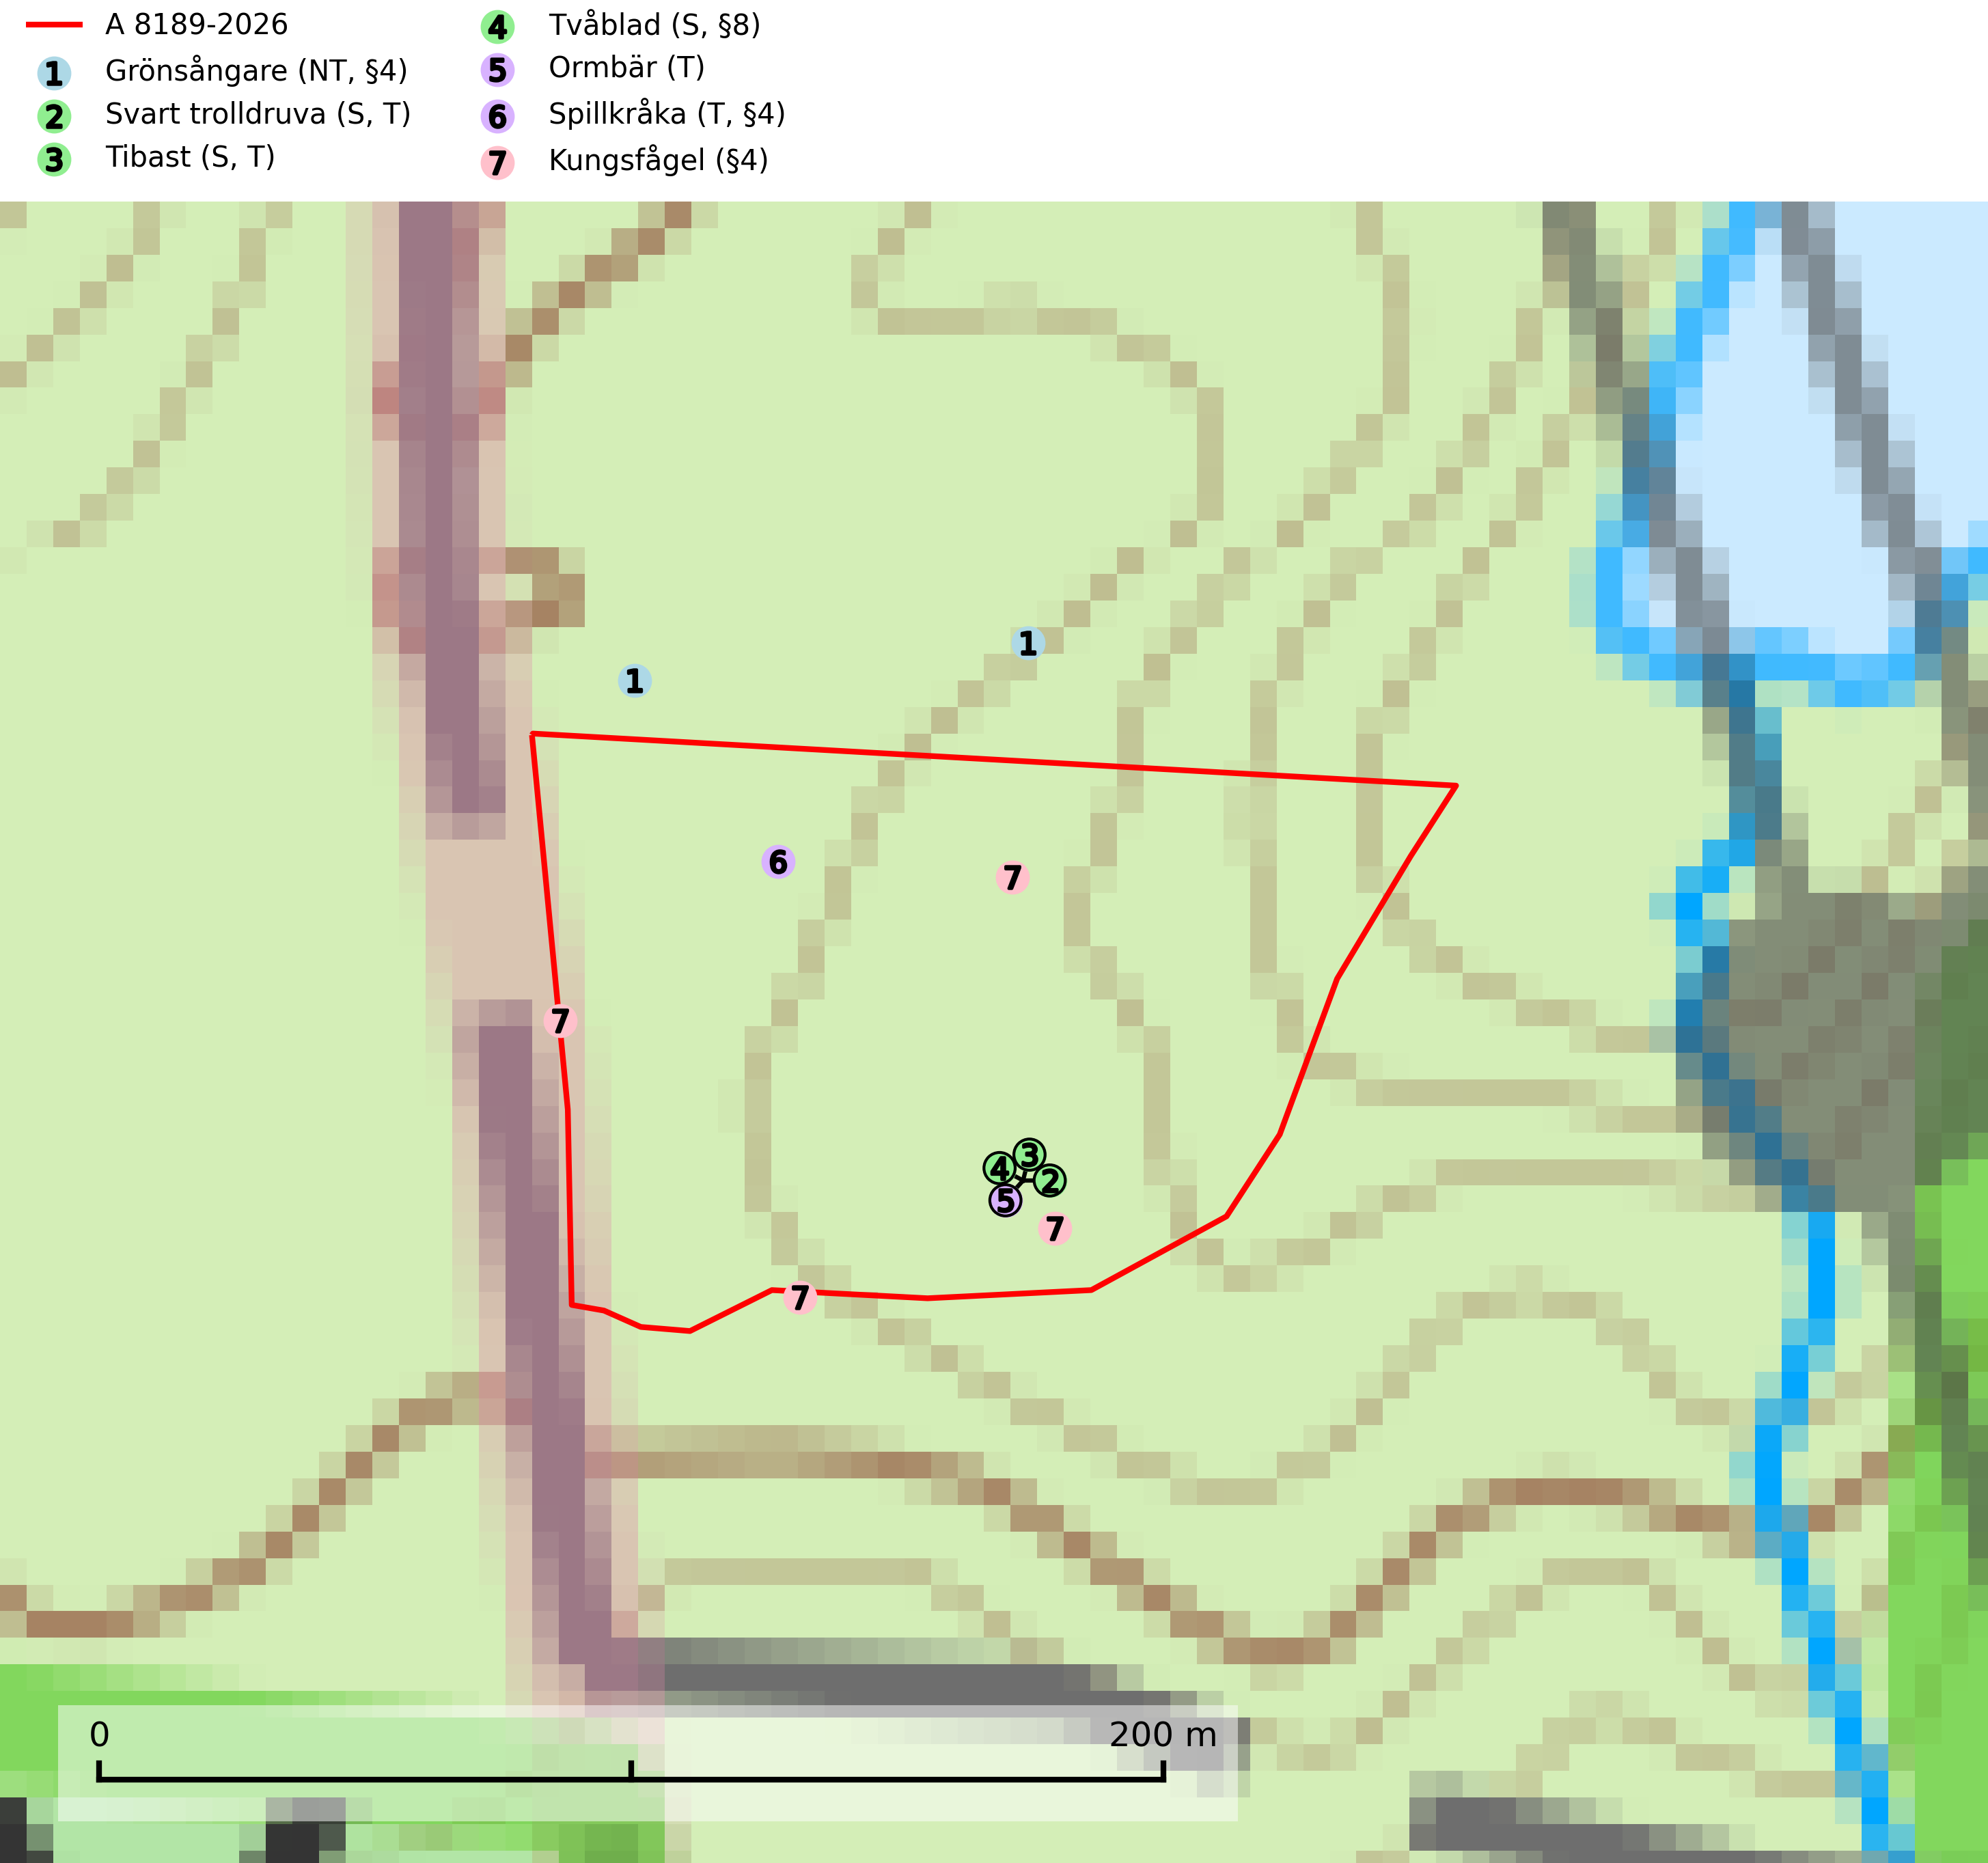 A 8189-2026
1 Grönsångare (NT, §4)
2 Svart trolldruva (S, T)
3 Tibast (S, T)
4 Tvåblad (S, §8)
5 Ormbär (T)
6 Spillkråka (T, §4)
7 Kungsfågel (§4)
1
1
6
7
7
3
4
2
5
7
7
0 200 m